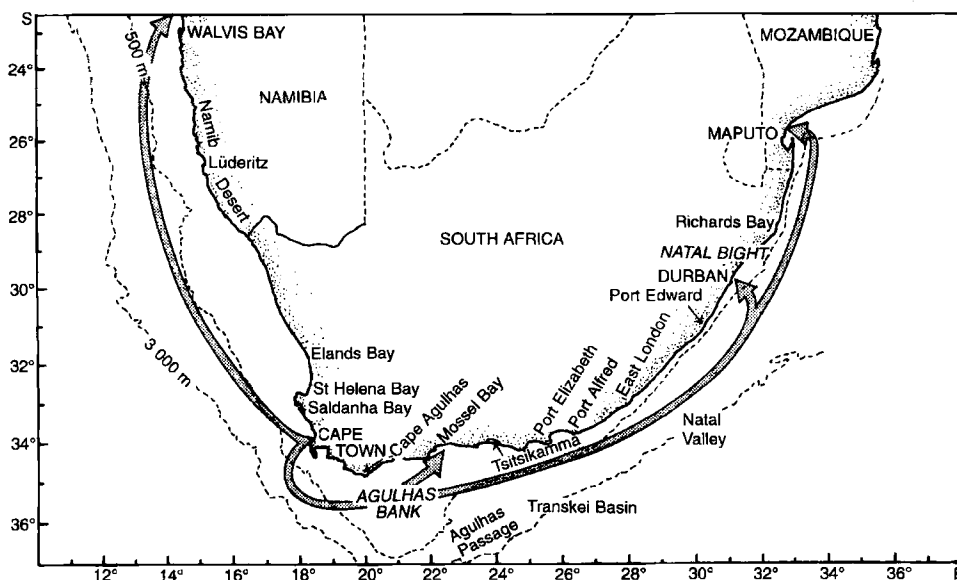 S
24°
26°
28°
30°
32°
34°
36°
500 m
WALVIS BAY
NAMIBIA
Namib
Lüderitz
Desert
MOZAMBIQUE
MAPUTO
SOUTH AFRICA
Richards Bay
NATAL BIGHT
DURBAN
Port Edward
3 000 m
Elands Bay
St Helena Bay
Saldanha Bay
CAPE
TOWN
Cape Agulhas
Mossel Bay
Port Elizabeth
Port Alfred
East London
Tsitsikamma
Natal
Valley
AGULHAS
BANK
Agulhas
Passage
Transkei Basin
12°
16°
20°
22°
24°
26°
28°
30°
32°
34°
E